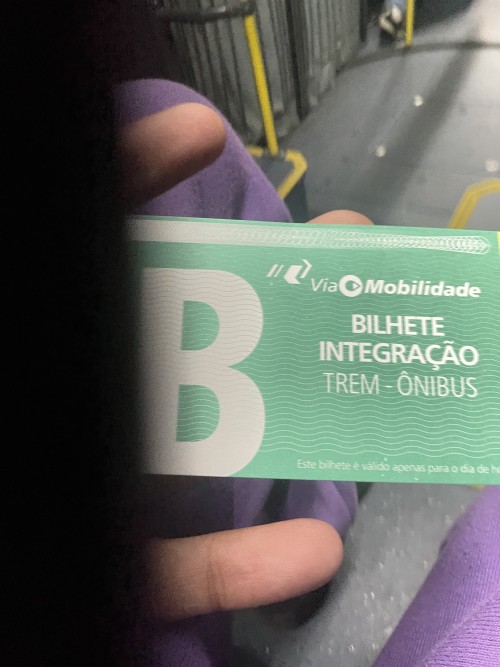 B
ViaMobilidade
BILHETE
INTEGRAÇÃO
TREM - ÔNIBUS
Este bilhete é válido apenas para o dia de